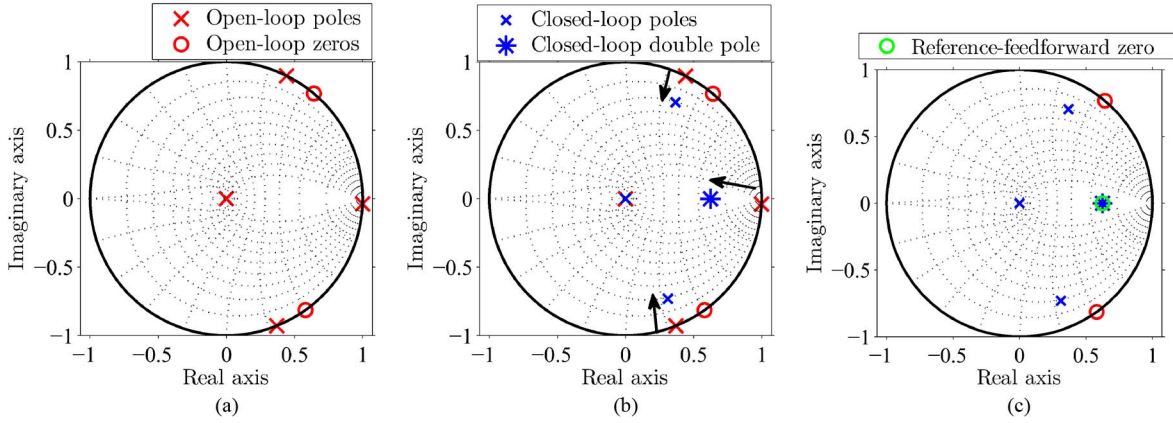 Open-loop poles
Open-loop zeros
1
0.5
0
−0.5
−1
−1
−0.5
0
0.5
1
Imaginary axis
Real axis
(a)
Closed-loop poles
Closed-loop double pole
1
0.5
0
−0.5
−1
−1
−0.5
0
0.5
1
Imaginary axis
Real axis
(b)
Reference-feedforward zero
1
0.5
0
−0.5
−1
−1
−0.5
0
0.5
1
Imaginary axis
Real axis
(c)